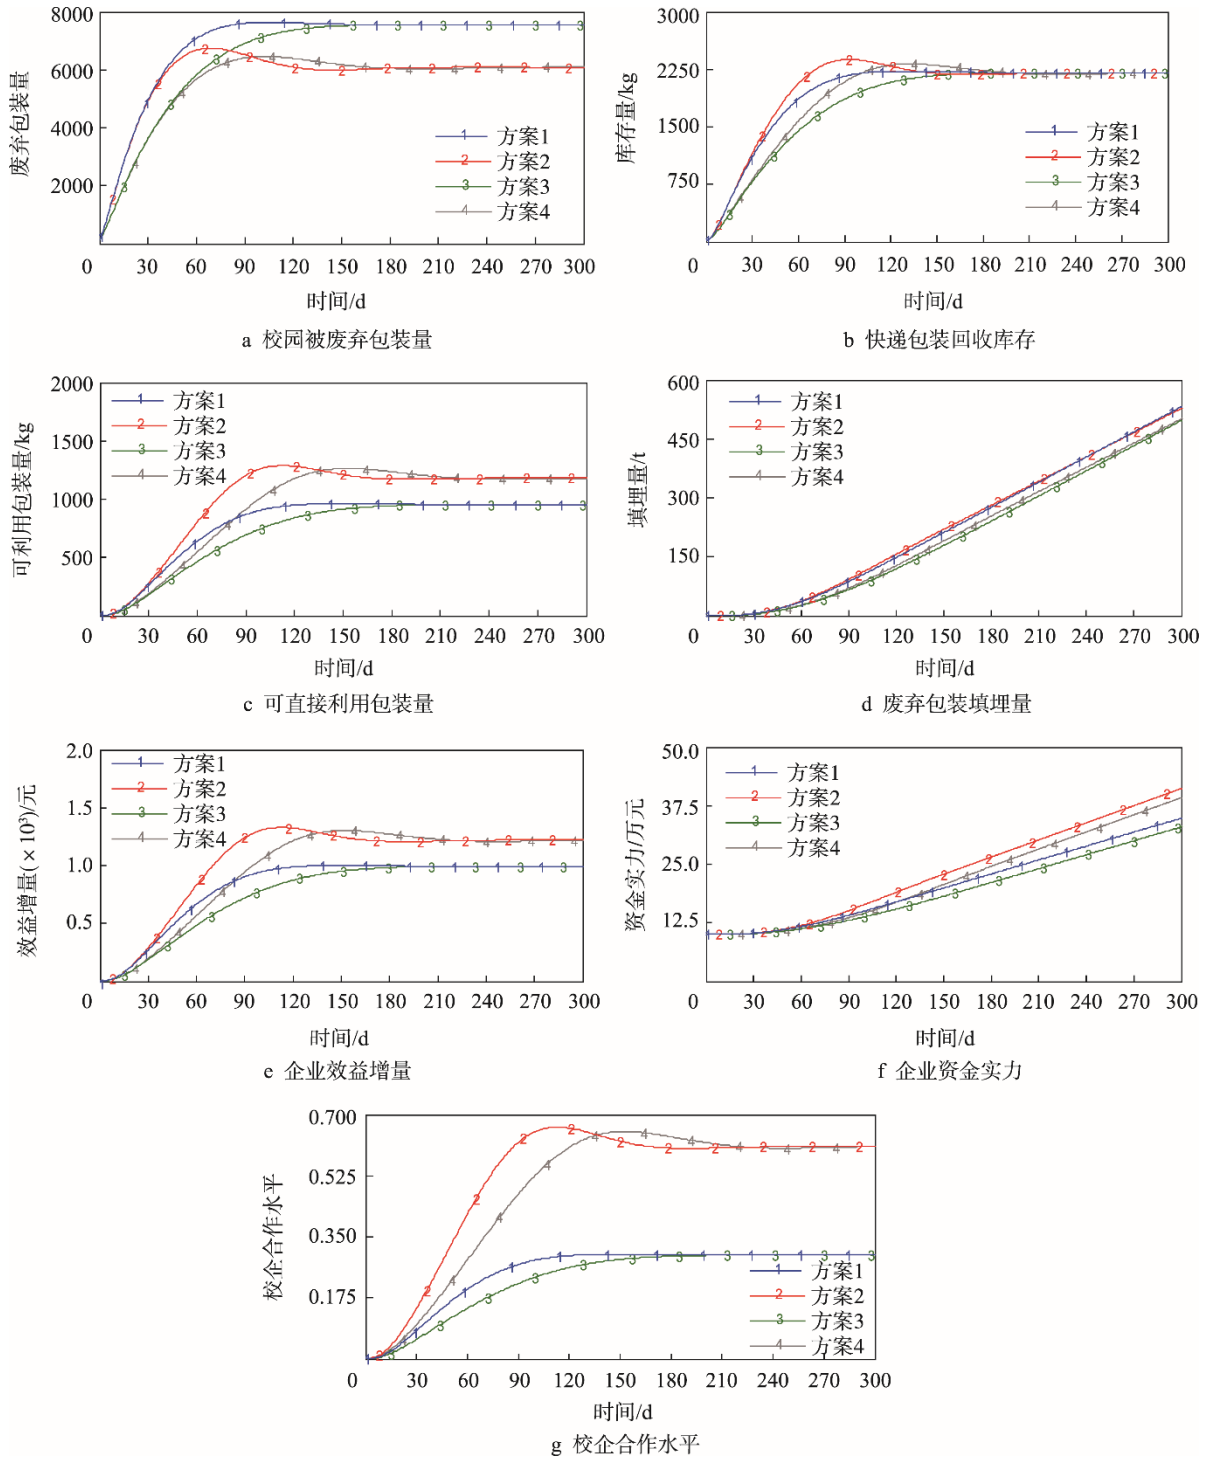 8000
6000
4000
2000
废弃包装量
方案1
方案2
方案3
方案4
0 30 60 90 120 150 180 210 240 270 300
时间/d
a 校园被废弃包装量
3000
2250
1500
750
库存量/kg
方案1
方案2
方案3
方案4
0 30 60 90 120 150 180 210 240 270 300
时间/d
b 快递包装回收库存
2000
1500
1000
500
可利用包装量/kg
方案1
方案2
方案3
方案4
0 30 60 90 120 150 180 210 240 270 300
时间/d
c 可直接利用包装量
600
450
300
150
填埋量/t
方案1
方案2
方案3
方案4
0 30 60 90 120 150 180 210 240 270 300
时间/d
d 废弃包装填埋量
2.0
1.5
1.0
0.5
效益增量(×10³)/元
方案1
方案2
方案3
方案4
0 30 60 90 120 150 180 210 240 270 300
时间/d
e 企业效益增量
50.0
37.5
25.0
12.5
资金实力/万元
方案1
方案2
方案3
方案4
0 30 60 90 120 150 180 210 240 270 300
时间/d
f 企业资金实力
0.700
0.525
0.350
0.175
校企合作水平
方案1
方案2
方案3
方案4
0 30 60 90 120 150 180 210 240 270 300
时间/d
g 校企合作水平